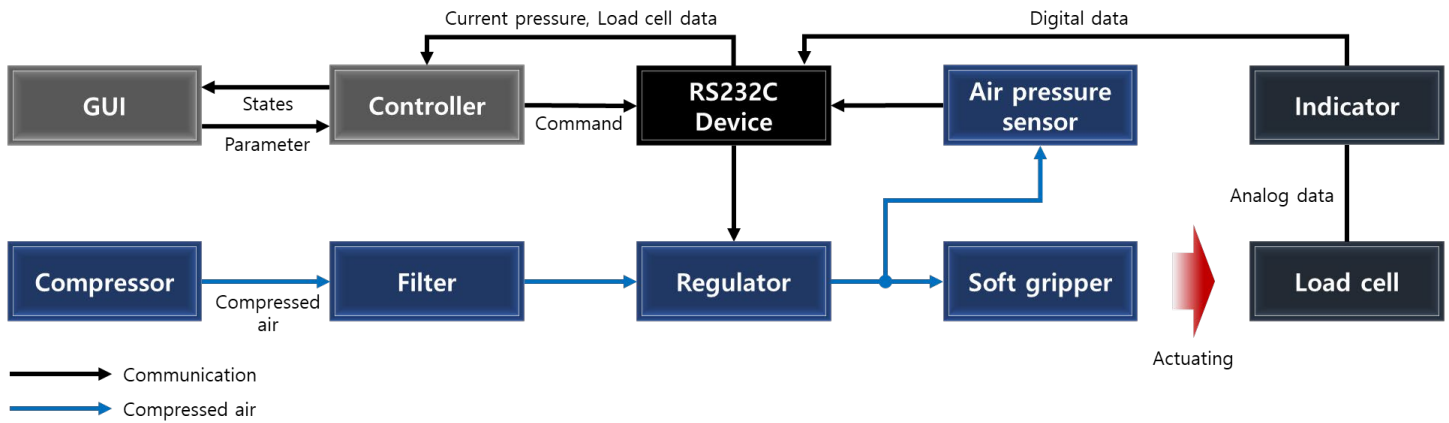 Current pressure, Load cell data
Digital data
GUI
States
Parameter
Controller
Command
RS232C
Device
Air pressure
sensor
Indicator
Analog data
Compressor
Compressed
air
Filter
Regulator
Soft gripper
Actuating
Load cell
Communication
Compressed air